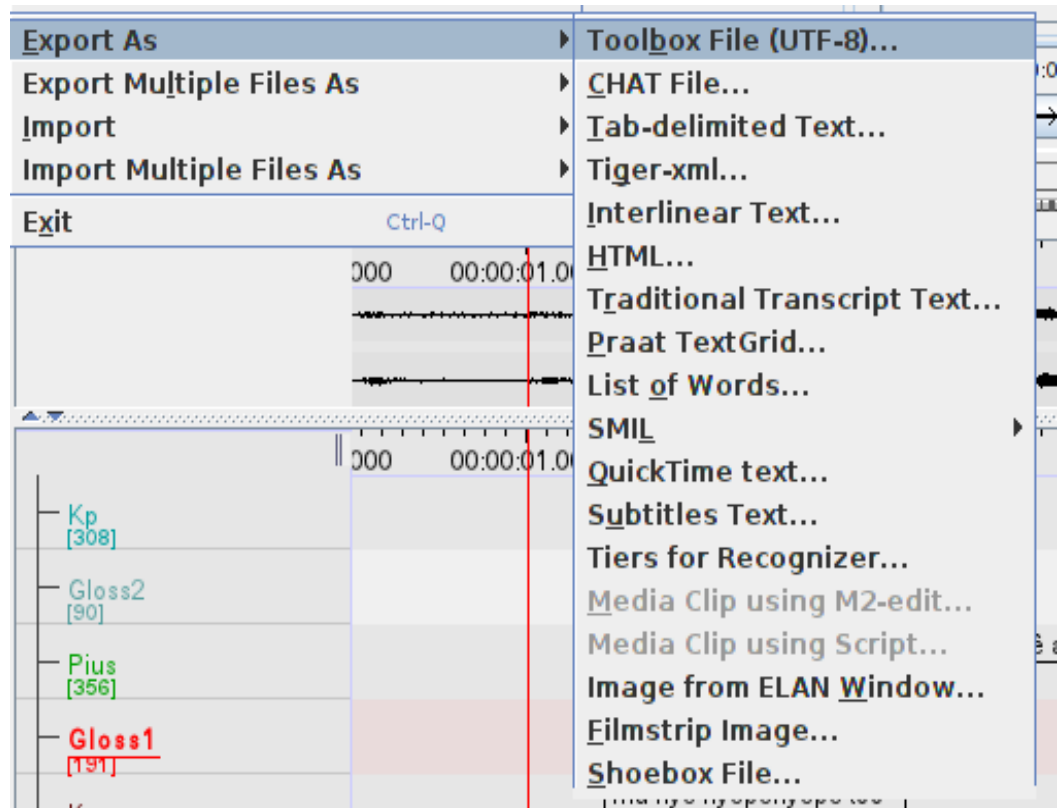 Export As
Export Multiple Files As
Import
Import Multiple Files As
Exit Ctrl-Q
Toolbox File (UTF-8)...
CHAT File...
Tab-delimited Text...
Tiger-xml...
Interlinear Text...
HTML...
Traditional Transcript Text...
Praat TextGrid...
List of Words...
SMIL
QuickTime text...
Subtitles Text...
Tiers for Recognizer...
Media Clip using M2-edit...
Media Clip using Script...
Image from ELAN Window...
Filmstrip Image...
Shoebox File...
000 00:00:01.0
000 00:00:01.0
Kp
[308]
Gloss2
[90]
Pius
[356]
Gloss1
[191]